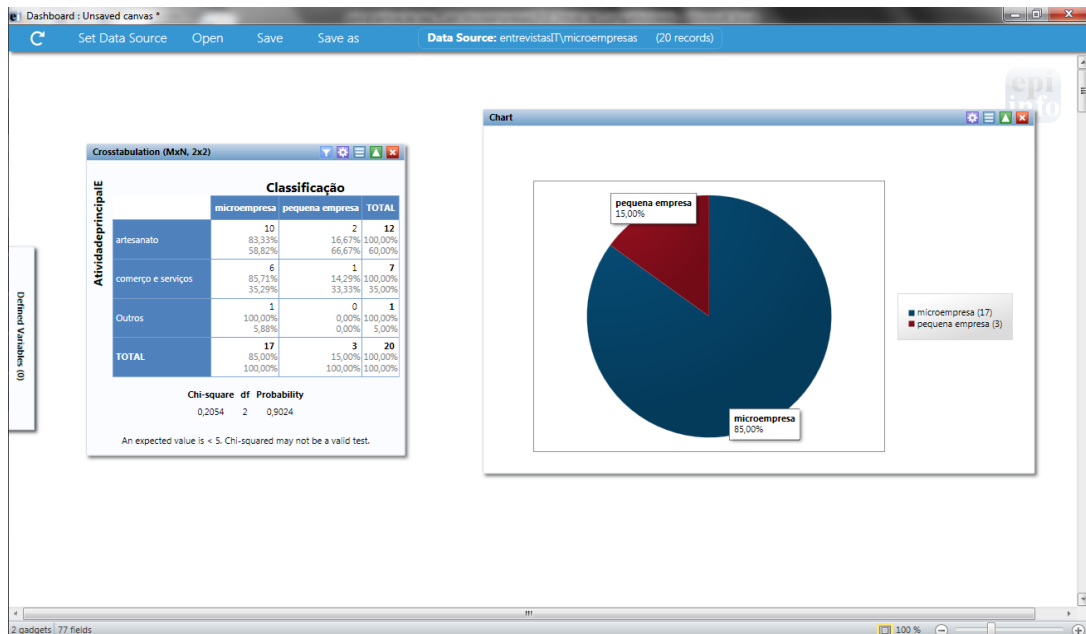 Dashboard : Unsaved canvas *
Set Data Source Open Save Save as Data Source: entrevistasIT\microempresas (20 records)
epi
info
Defined Variables (0)
Crosstabulation (MxN, 2x2)
AtividadeprincipalE
Classificação
microempresa pequena empresa TOTAL
artesanato 10 2 12
83,33% 16,67% 100,00%
58,82% 66,67% 60,00%
comerço e serviços 6 1 7
85,71% 14,29% 100,00%
35,29% 33,33% 35,00%
Outros 1 0 1
100,00% 0,00% 100,00%
5,88% 0,00% 5,00%
TOTAL 17 3 20
85,00% 15,00% 100,00%
100,00% 100,00% 100,00%
Chi-square df Probability
0,2054 2 0,9024
An expected value is < 5. Chi-squared may not be a valid test.
Chart
pequena empresa
15,00%
microempresa
85,00%
microempresa (17)
pequena empresa (3)
2 gadgets 77 fields 100 %